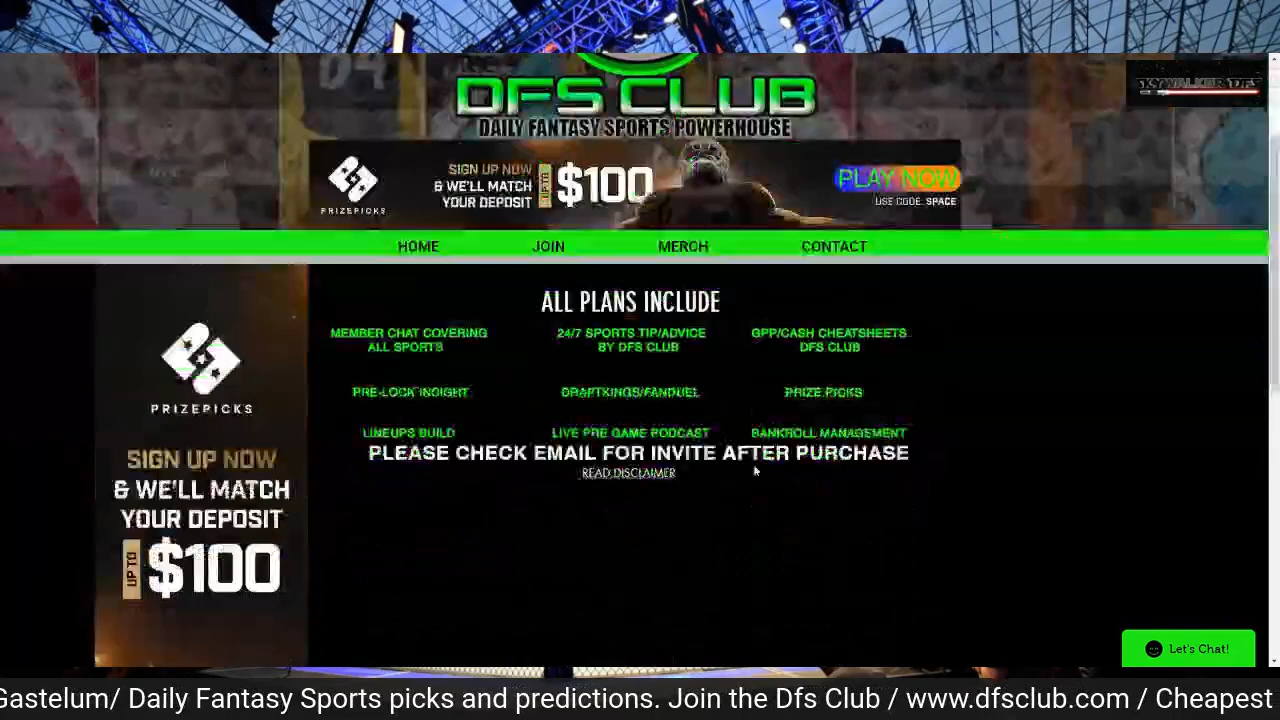 DFS CLUB
DAILY FANTASY SPORTS POWERHOUSE
SKYWALKER DFS
PRIZEPICKS
SIGN UP NOW
& WE'LL MATCH
YOUR DEPOSIT
UP TO
$100
PLAY NOW
USE CODE: SPACE
HOME
JOIN
MERCH
CONTACT
ALL PLANS INCLUDE
MEMBER CHAT COVERING
ALL SPORTS
24/7 SPORTS TIP/ADVICE
BY DFS CLUB
GPP/CASH CHEATSHEETS
DFS CLUB
PRE-LOCK INSIGHT
DRAFTKINGS/FANDUEL
PRIZE PICKS
LINEUPS BUILD
LIVE PRE GAME PODCAST
BANKROLL MANAGEMENT
PLEASE CHECK EMAIL FOR INVITE AFTER PURCHASE
READ DISCLAIMER
PRIZEPICKS
SIGN UP NOW
& WE'LL MATCH
YOUR DEPOSIT
UP TO
$100
Let's Chat!
Gastelum/ Daily Fantasy Sports picks and predictions. Join the Dfs Club / www.dfsclub.com / Cheapest